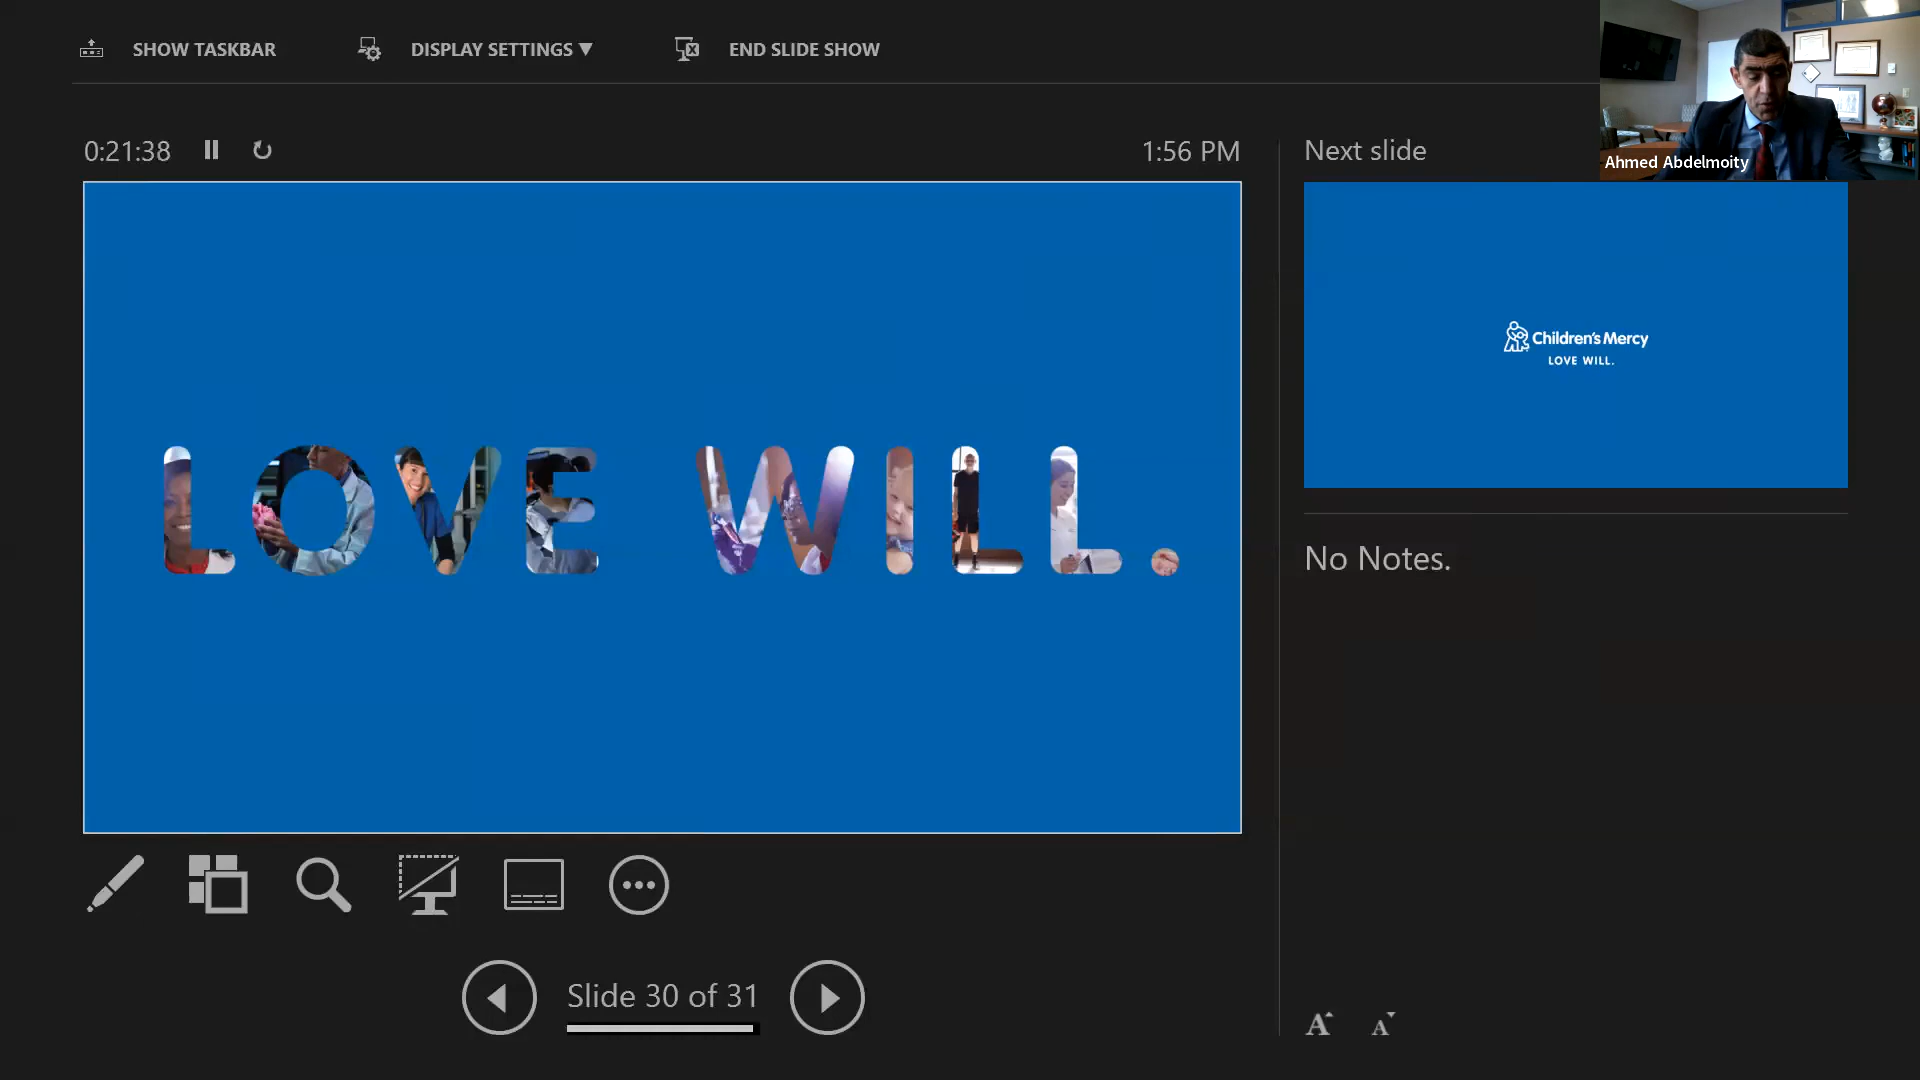 SHOW TASKBAR
DISPLAY SETTINGS ▼
END SLIDE SHOW
Ahmed Abdelmoity
0:21:38
1:56 PM
Next slide
LOVE WILL.
Children's Mercy
LOVE WILL.
No Notes.
Slide 30 of 31
A
A